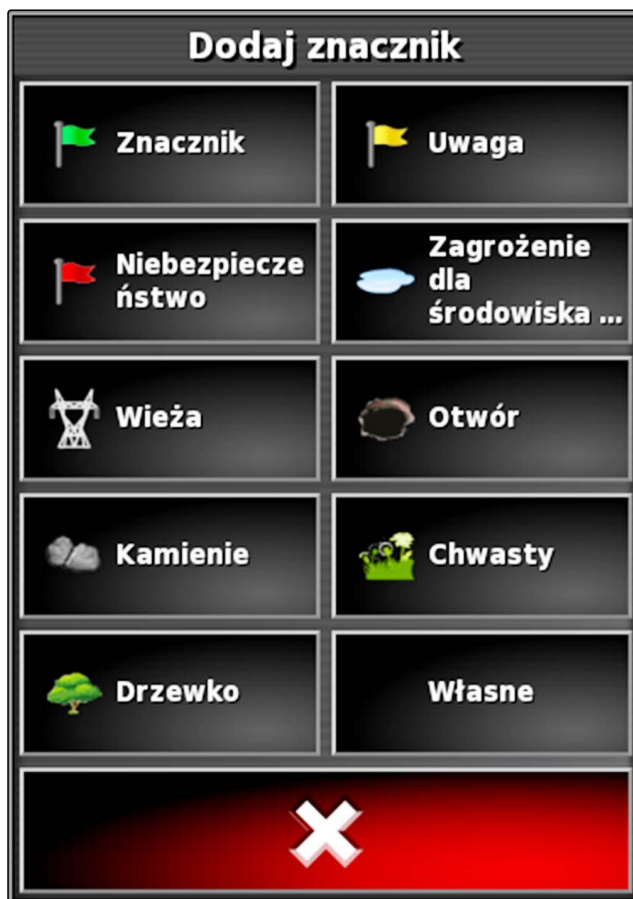 Dodaj znacznik
Znacznik
Uwaga
Niebezpiecze
ństwo
Zagrożenie
dla
środowiska ...
Wieża
Otwór
Kamienie
Chwasty
Drzewko
Własne